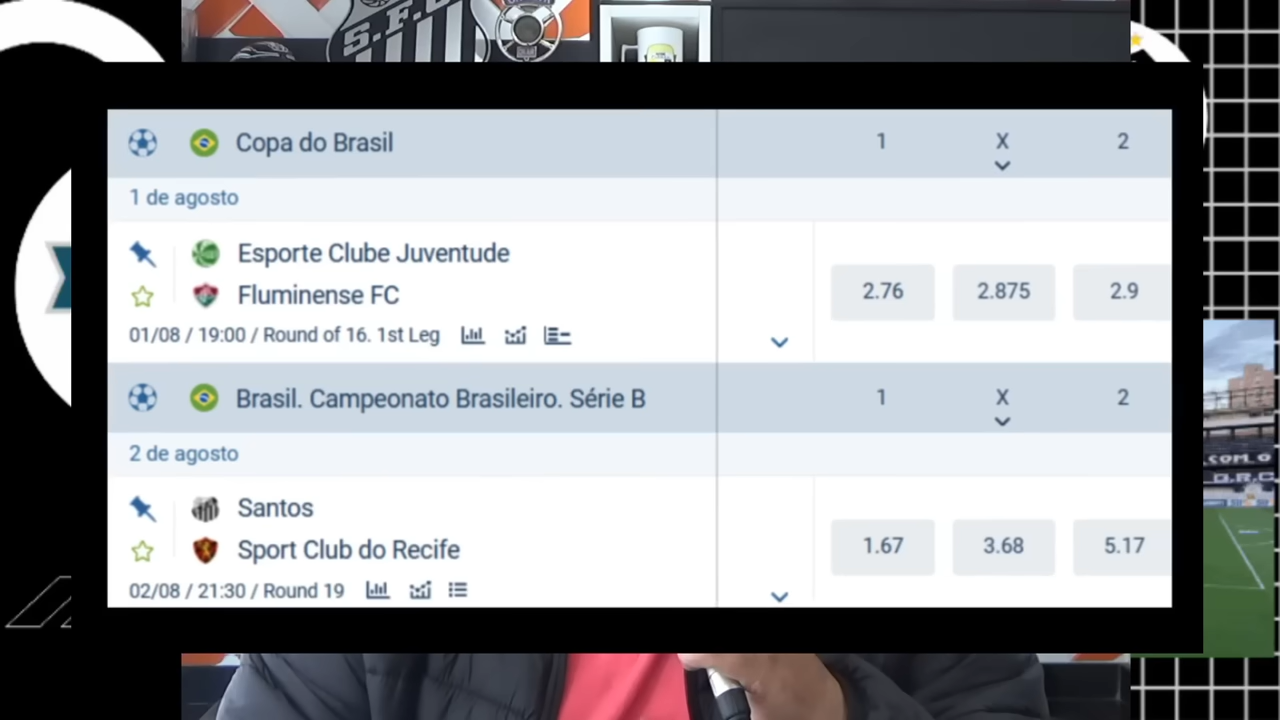 S.F.C
Copa do Brasil 1 X 2
1 de agosto
Esporte Clube Juventude
Fluminense FC
2.76 2.875 2.9
01/08 / 19:00 / Round of 16. 1st Leg
Brasil. Campeonato Brasileiro. Série B 1 X 2
2 de agosto
Santos
Sport Club do Recife
1.67 3.68 5.17
02/08 / 21:30 / Round 19
COM O